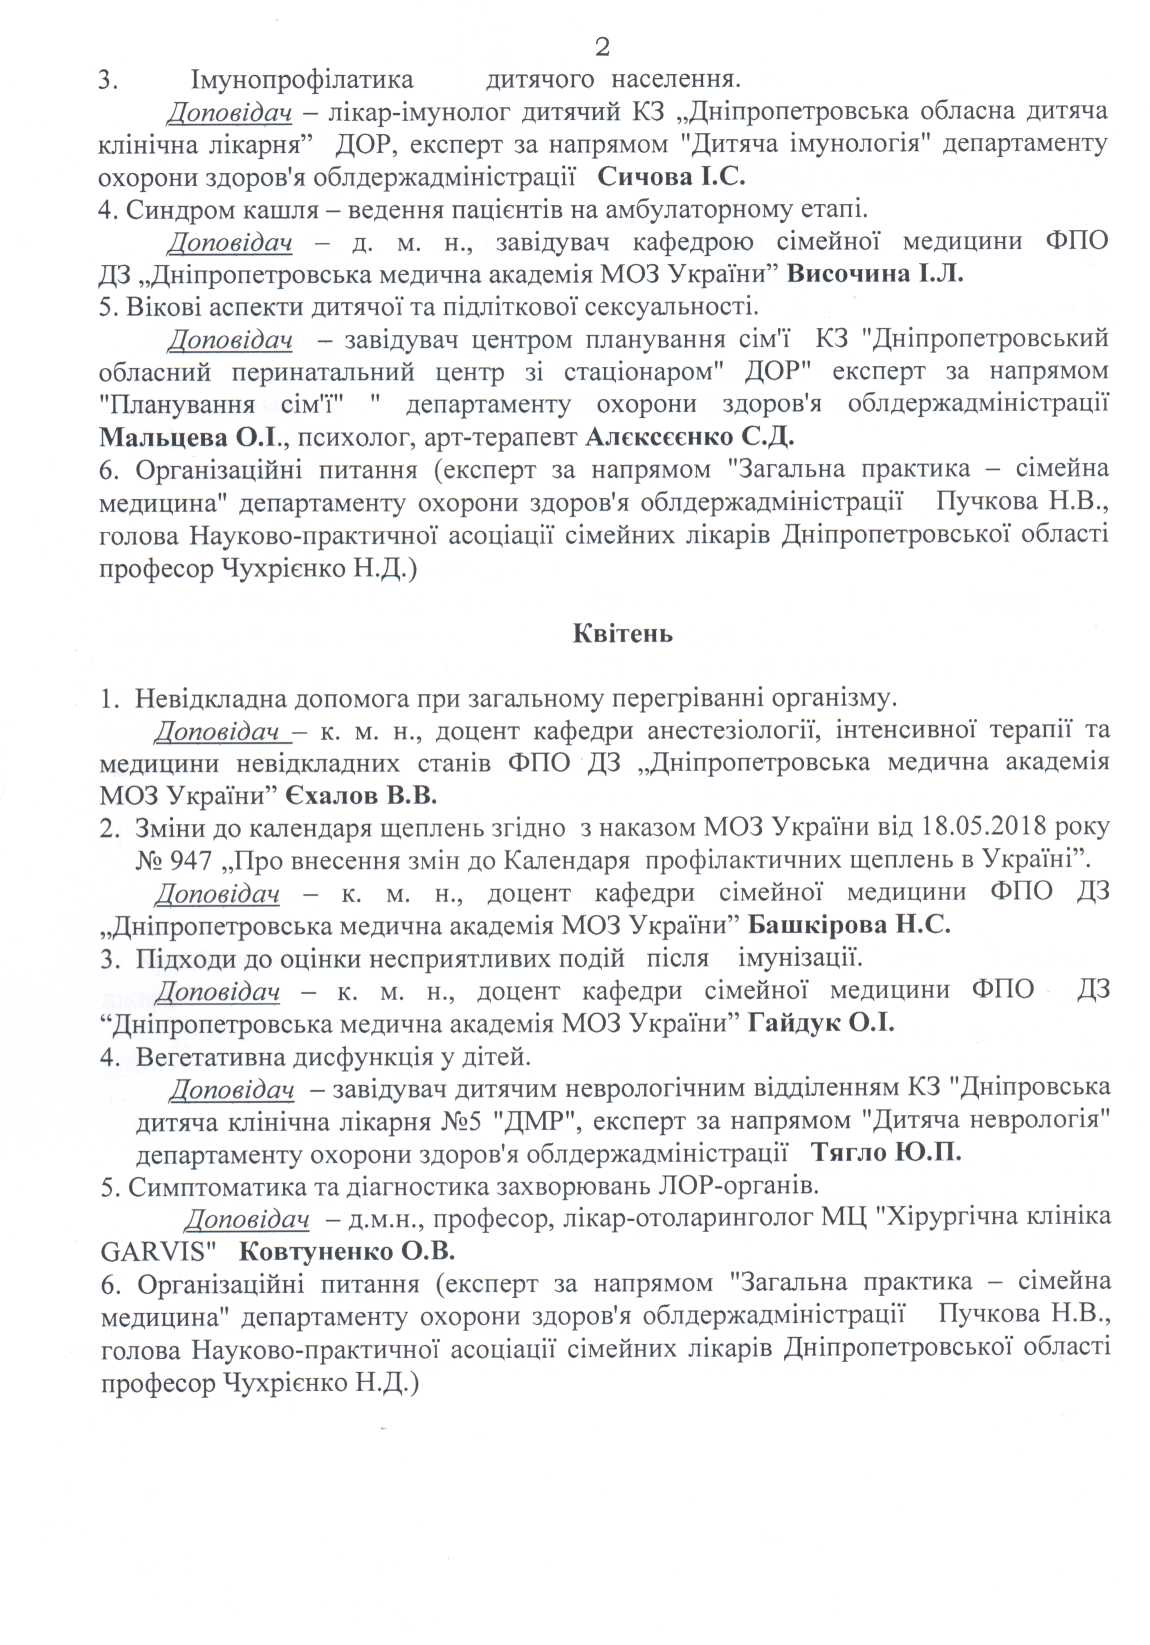 2
3. Імунопрофілатика дитячого населення.
Доповідач – лікар-імунолог дитячий КЗ „Дніпропетровська обласна дитяча
клінічна лікарня” ДОР, експерт за напрямом "Дитяча імунологія" департаменту
охорони здоров'я облдержадміністрації Сичова І.С.
4. Синдром кашля – ведення пацієнтів на амбулаторному етапі.
Доповідач – д. м. н., завідувач кафедрою сімейної медицини ФПО
ДЗ „Дніпропетровська медична академія МОЗ України” Височина І.Л.
5. Вікові аспекти дитячої та підліткової сексуальності.
Доповідач – завідувач центром планування сім'ї КЗ "Дніпропетровський
обласний перинатальний центр зі стаціонаром" ДОР" експерт за напрямом
"Планування сім'ї" " департаменту охорони здоров'я облдержадміністрації
Мальцева О.І., психолог, арт-терапевт Алєксєєнко С.Д.
6. Організаційні питання (експерт за напрямом "Загальна практика – сімейна
медицина" департаменту охорони здоров'я облдержадміністрації Пучкова Н.В.,
голова Науково-практичної асоціації сімейних лікарів Дніпропетровської області
професор Чухрієнко Н.Д.)
Квітень
1. Невідкладна допомога при загальному перегріванні організму.
Доповідач – к. м. н., доцент кафедри анестезіології, інтенсивної терапії та
медицини невідкладних станів ФПО ДЗ „Дніпропетровська медична академія
МОЗ України” Єхалов В.В.
2. Зміни до календаря щеплень згідно з наказом МОЗ України від 18.05.2018 року
№ 947 „Про внесення змін до Календаря профілактичних щеплень в Україні”.
Доповідач – к. м. н., доцент кафедри сімейної медицини ФПО ДЗ
„Дніпропетровська медична академія МОЗ України” Башкірова Н.С.
3. Підходи до оцінки несприятливих подій після імунізації.
Доповідач – к. м. н., доцент кафедри сімейної медицини ФПО ДЗ
“Дніпропетровська медична академія МОЗ України” Гайдук О.І.
4. Вегетативна дисфункція у дітей.
Доповідач – завідувач дитячим неврологічним відділенням КЗ "Дніпровська
дитяча клінічна лікарня №5 "ДМР", експерт за напрямом "Дитяча неврологія"
департаменту охорони здоров'я облдержадміністрації Тягло Ю.П.
5. Симптоматика та діагностика захворювань ЛОР-органів.
Доповідач – д.м.н., професор, лікар-отоларинголог МЦ "Хірургічна клініка
GARVIS" Ковтуненко О.В.
6. Організаційні питання (експерт за напрямом "Загальна практика – сімейна
медицина" департаменту охорони здоров'я облдержадміністрації Пучкова Н.В.,
голова Науково-практичної асоціації сімейних лікарів Дніпропетровської області
професор Чухрієнко Н.Д.)